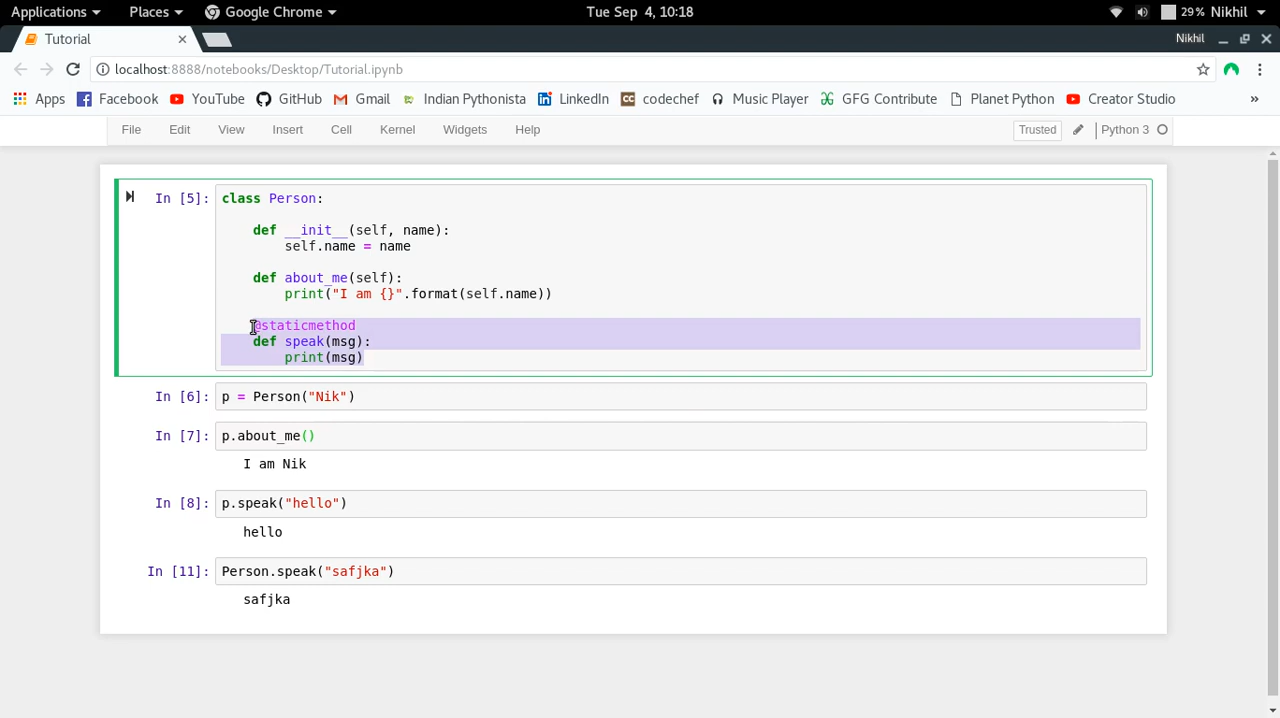 Applications Places Google Chrome Tue Sep 4, 10:18 29% Nikhil
Tutorial Nikhil
localhost:8888/notebooks/Desktop/Tutorial.ipynb
Apps Facebook YouTube GitHub Gmail Indian Pythonista LinkedIn CC codechef Music Player GFG Contribute Planet Python Creator Studio »
File Edit View Insert Cell Kernel Widgets Help Trusted Python 3
In [5]: class Person:
def __init__(self, name):
self.name = name
def about_me(self):
print("I am {}".format(self.name))
@staticmethod
def speak(msg):
print(msg)
In [6]: p = Person("Nik")
In [7]: p.about_me()
I am Nik
In [8]: p.speak("hello")
hello
In [11]: Person.speak("safjka")
safjka